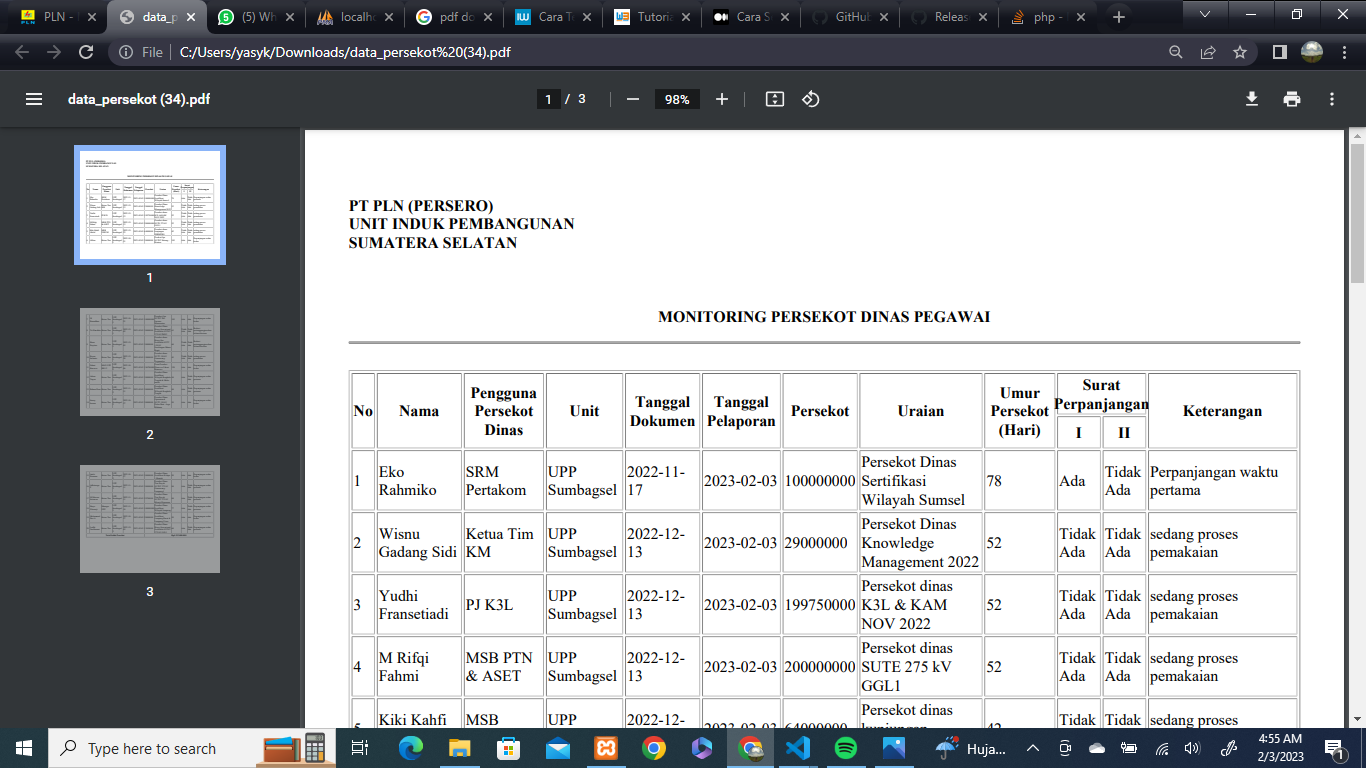 PLN -
data_p
(5) Wh
localho
pdf do
Cara T
Tutoria
Cara S
GitHub
Releas
php -
File
C:/Users/yasyk/Downloads/data_persekot%20(34).pdf
data_persekot (34).pdf
1 / 3
98%
1
2
3
PT PLN (PERSERO)
UNIT INDUK PEMBANGUNAN
SUMATERA SELATAN
MONITORING PERSEKOT DINAS PEGAWAI
No Nama Pengguna Persekot Dinas Unit Tanggal Dokumen Tanggal Pelaporan Persekot Uraian Umur Persekot (Hari) Surat Perpanjangan I II Keterangan
1 Eko Rahmiko SRM Pertakom UPP Sumbagsel 2022-11-17 2023-02-03 100000000 Persekot Dinas Sertifikasi Wilayah Sumsel 78 Ada Tidak Ada Perpanjangan waktu pertama
2 Wisnu Gadang Sidi Ketua Tim KM UPP Sumbagsel 2022-12-13 2023-02-03 29000000 Persekot Dinas Knowledge Management 2022 52 Tidak Ada Tidak Ada sedang proses pemakaian
3 Yudhi Fransetiadi PJ K3L UPP Sumbagsel 2022-12-13 2023-02-03 199750000 Persekot dinas K3L & KAM NOV 2022 52 Tidak Ada Tidak Ada sedang proses pemakaian
4 M Rifqi Fahmi MSB PTN & ASET UPP Sumbagsel 2022-12-13 2023-02-03 200000000 Persekot dinas SUTE 275 kV GGL1 52 Tidak Ada Tidak Ada sedang proses pemakaian
5 Kiki Kahfi MSB UPP 2022-12- 2023-02-03 64000000 Persekot dinas kunjungan 42 Tidak Tidak sedang proses
Type here to search
Huja...
4:55 AM
2/3/2023
1